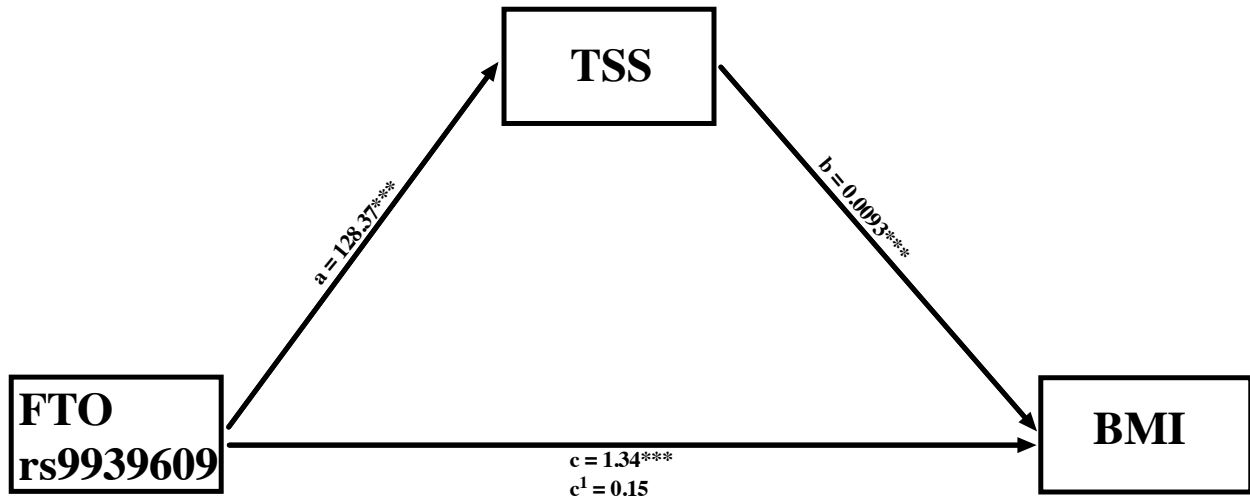 TSS
a = 128.37***
b = 0.0093***
FTO
rs9939609
BMI
c = 1.34***
c¹ = 0.15